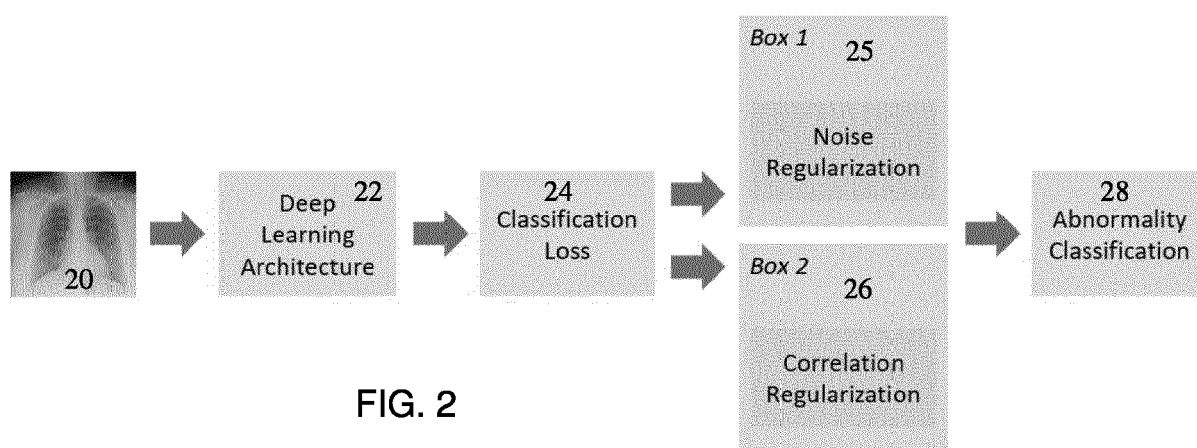 20
22
Deep
Learning
Architecture
24
Classification
Loss
Box 1
25
Noise
Regularization
Box 2
26
Correlation
Regularization
28
Abnormality
Classification
FIG. 2